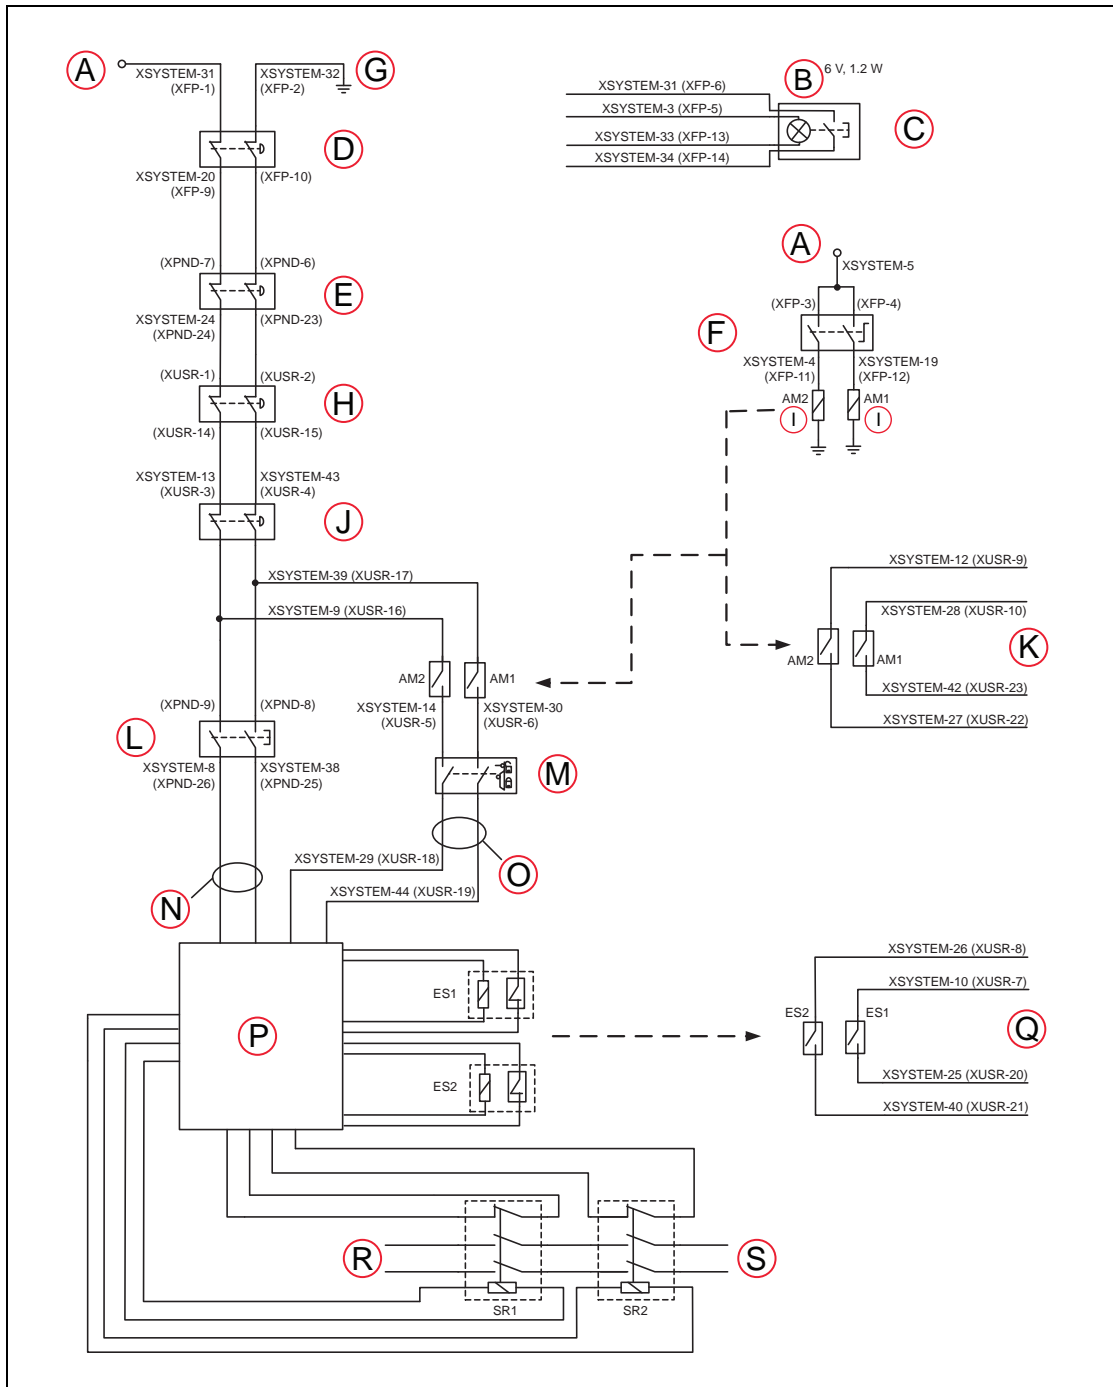 A
XSYSTEM-31
(XFP-1)
XSYSTEM-32
(XFP-2)
G
B
6 V, 1.2 W
XSYSTEM-31 (XFP-6)
XSYSTEM-3 (XFP-5)
XSYSTEM-33 (XFP-13)
XSYSTEM-34 (XFP-14)
C
D
XSYSTEM-20
(XFP-9)
(XFP-10)
A
XSYSTEM-5
(XPND-7)
(XPND-6)
E
XSYSTEM-24
(XPND-24)
(XPND-23)
(XFP-3)
(XFP-4)
F
XSYSTEM-4
(XFP-11)
XSYSTEM-19
(XFP-12)
AM2
AM1
I
I
(XUSR-1)
(XUSR-2)
H
(XUSR-14)
(XUSR-15)
XSYSTEM-13
(XUSR-3)
XSYSTEM-43
(XUSR-4)
J
XSYSTEM-39 (XUSR-17)
XSYSTEM-9 (XUSR-16)
XSYSTEM-12 (XUSR-9)
XSYSTEM-28 (XUSR-10)
K
AM2
AM1
XSYSTEM-42 (XUSR-23)
XSYSTEM-27 (XUSR-22)
AM2
AM1
XSYSTEM-14
(XUSR-5)
XSYSTEM-30
(XUSR-6)
(XPND-9)
(XPND-8)
L
XSYSTEM-8
(XPND-26)
XSYSTEM-38
(XPND-25)
M
XSYSTEM-29 (XUSR-18)
O
XSYSTEM-44 (XUSR-19)
N
P
ES1
ES2
XSYSTEM-26 (XUSR-8)
XSYSTEM-10 (XUSR-7)
ES2
ES1
Q
XSYSTEM-25 (XUSR-20)
XSYSTEM-40 (XUSR-21)
R
S
SR1
SR2